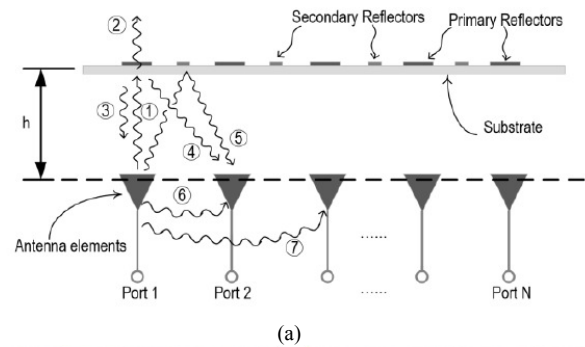 Secondary Reflectors
Primary Reflectors
②
h
③
①
④
⑤
Substrate
⑥
⑦
Antenna elements
......
......
Port 1
Port 2
Port N
(a)